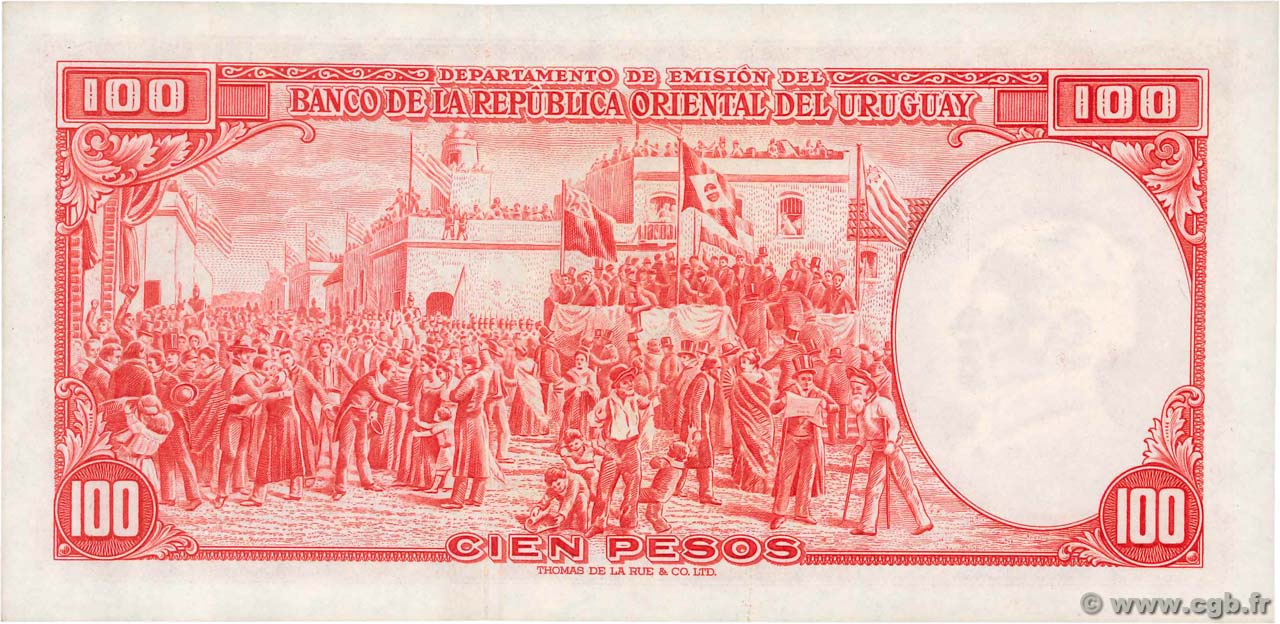 100 DEPARTAMENTO DE EMISIÓN DEL 100
BANCO DE LA REPÚBLICA ORIENTAL DEL URUGUAY
100 CIEN PESOS 100
THOMAS DE LA RUE & CO. LTD.
© www.cgb.fr